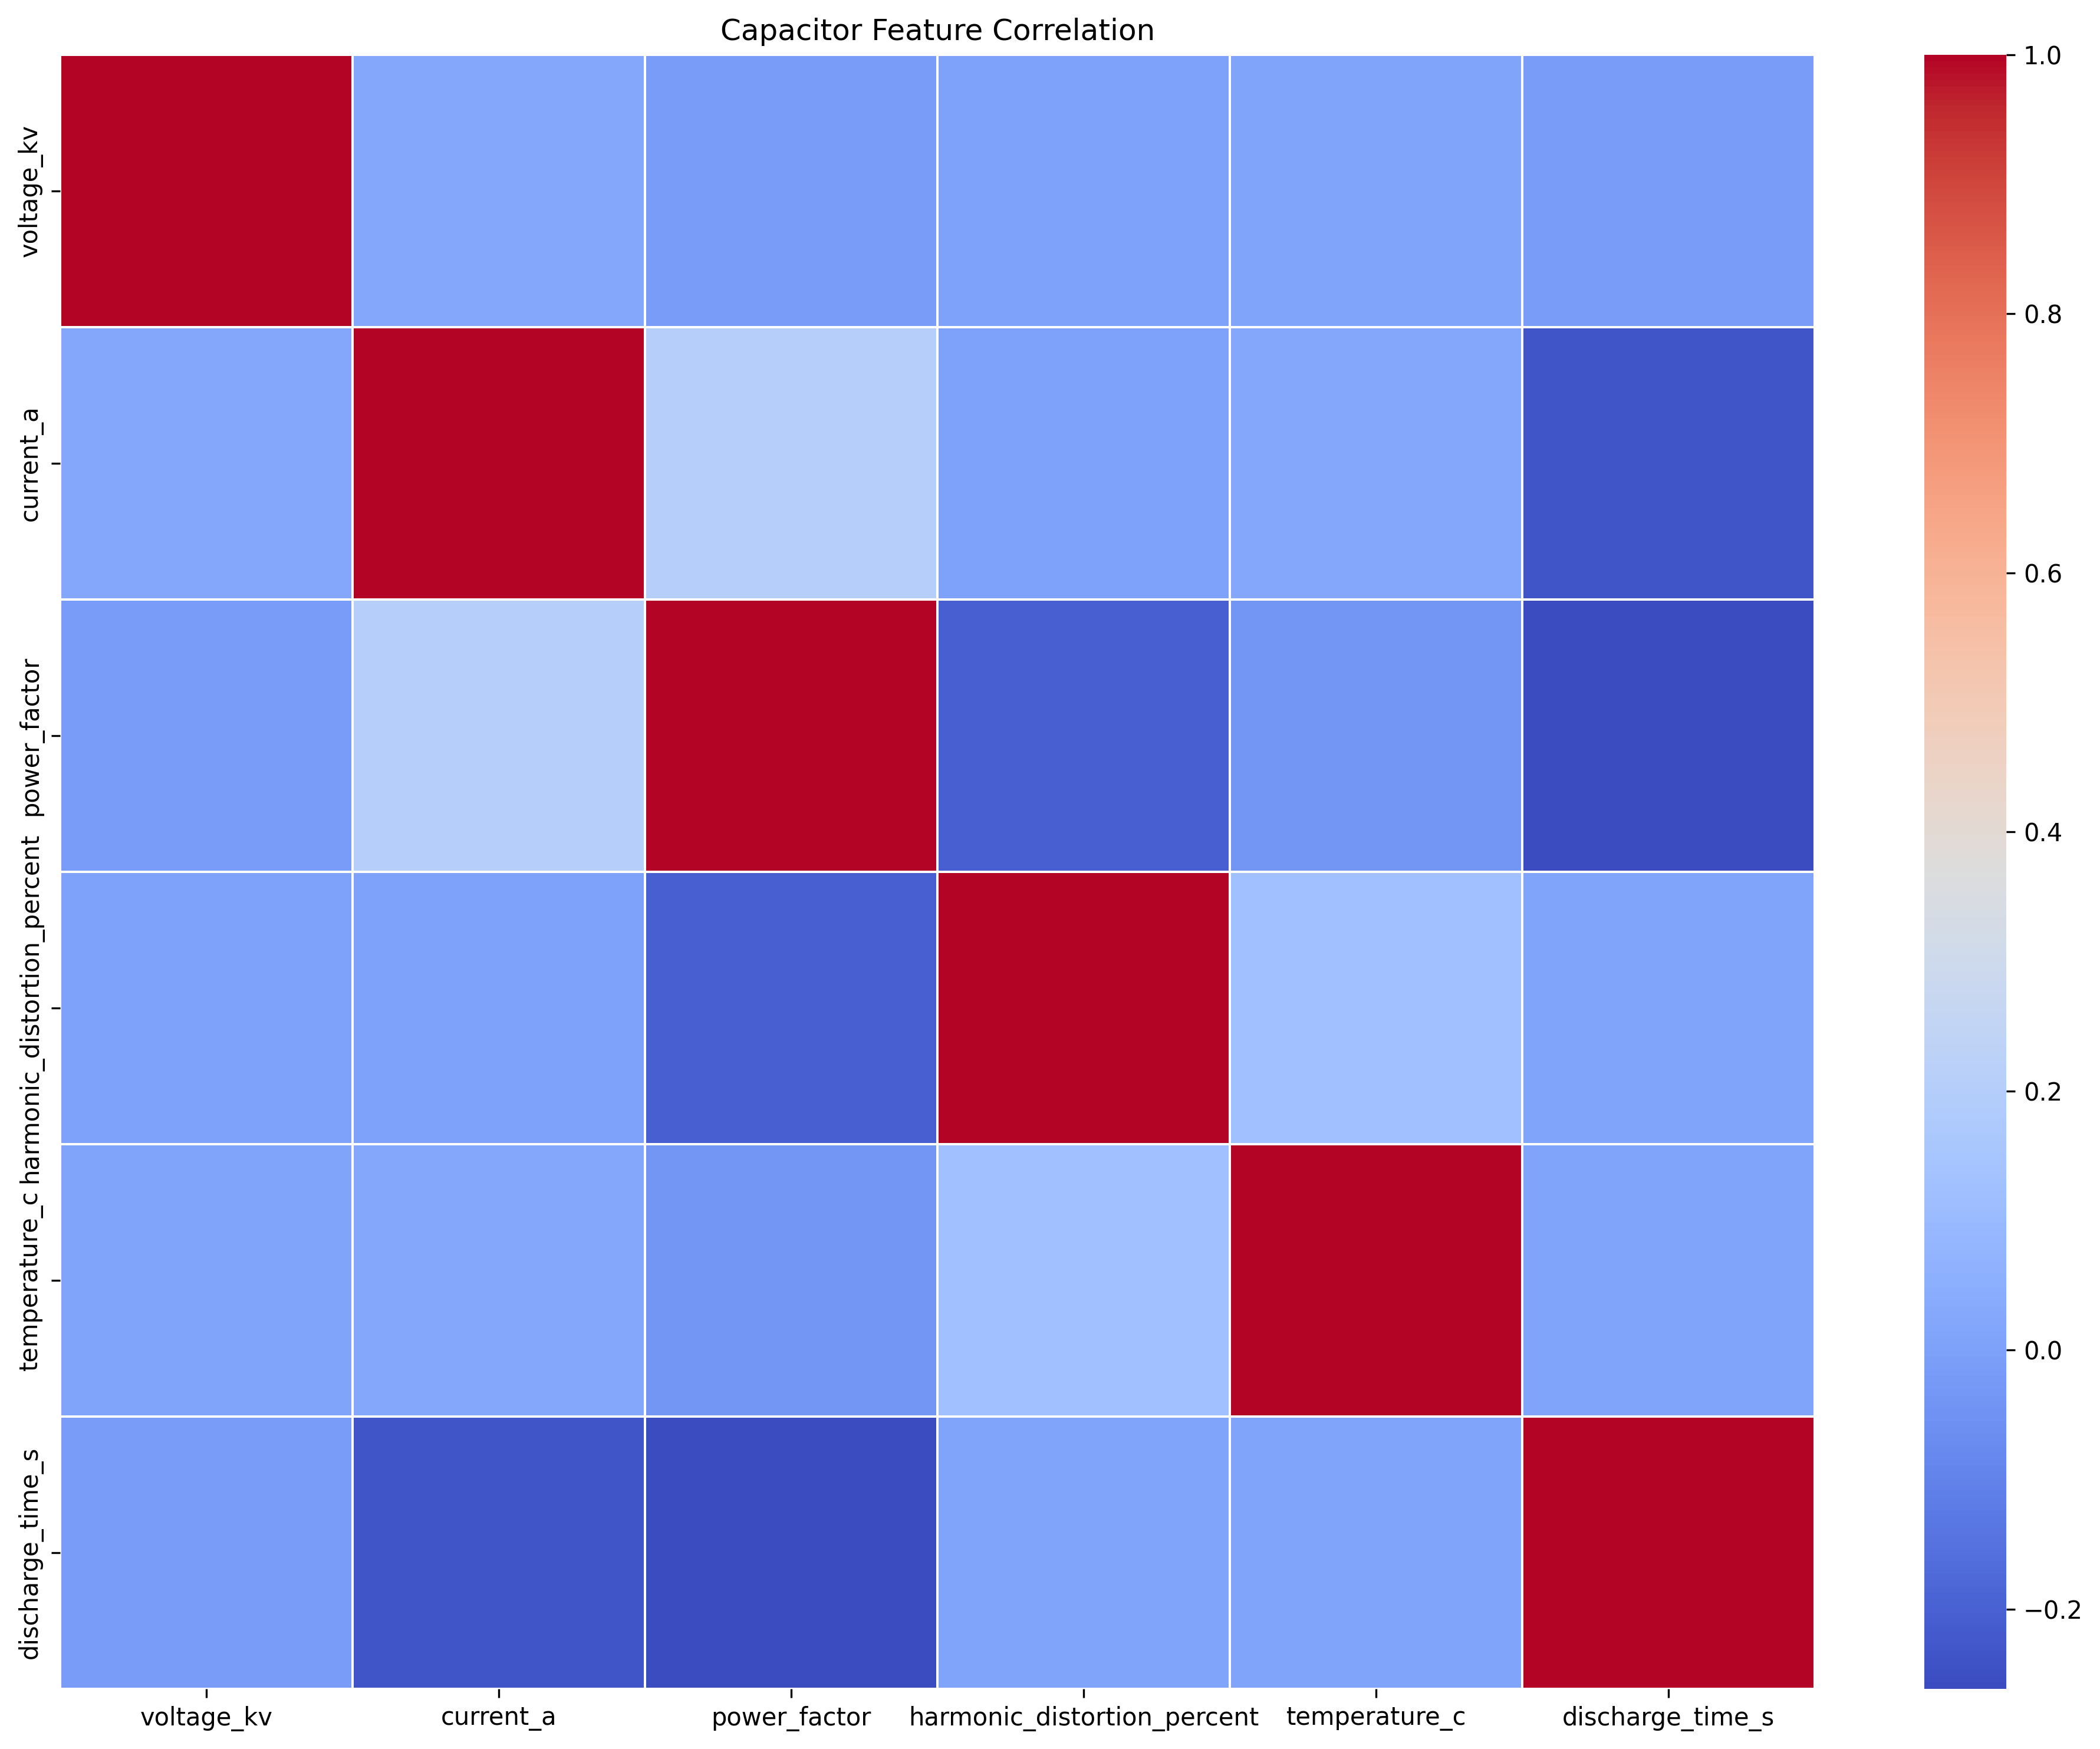 Capacitor Feature Correlation
voltage_kv
current_a
power_factor
harmonic_distortion_percent
temperature_c
discharge_time_s
voltage_kv
current_a
power_factor
harmonic_distortion_percent
temperature_c
discharge_time_s
1.0
0.8
0.6
0.4
0.2
0.0
−0.2